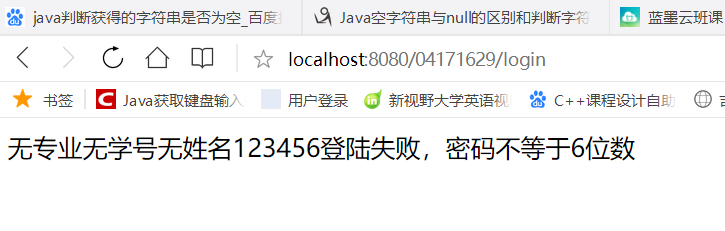 java判断获得的字符串是否为空_百度
Java空字符串与null的区别和判断字符
蓝墨云班课
localhost:8080/04171629/login
书签
Java获取键盘输入
用户登录
新视野大学英语视
C++课程设计自助
无专业无学号无姓名123456登陆失败，密码不等于6位数